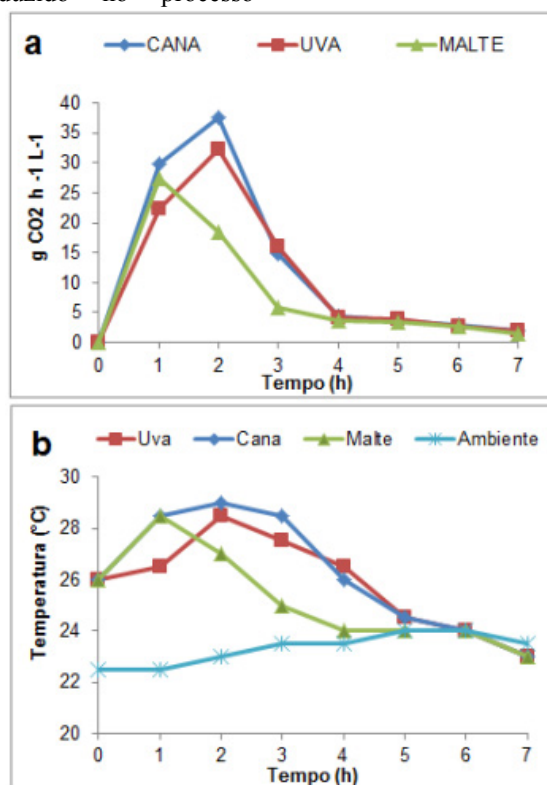 no processo
a
CANA UVA MALTE
g CO2 h -1 L-1
40
35
30
25
20
15
10
5
0
0 1 2 3 4 5 6 7
Tempo (h)
b
Uva Cana Malte Ambiente
Temperatura (°C)
30
28
26
24
22
20
0 1 2 3 4 5 6 7
Tempo (h)